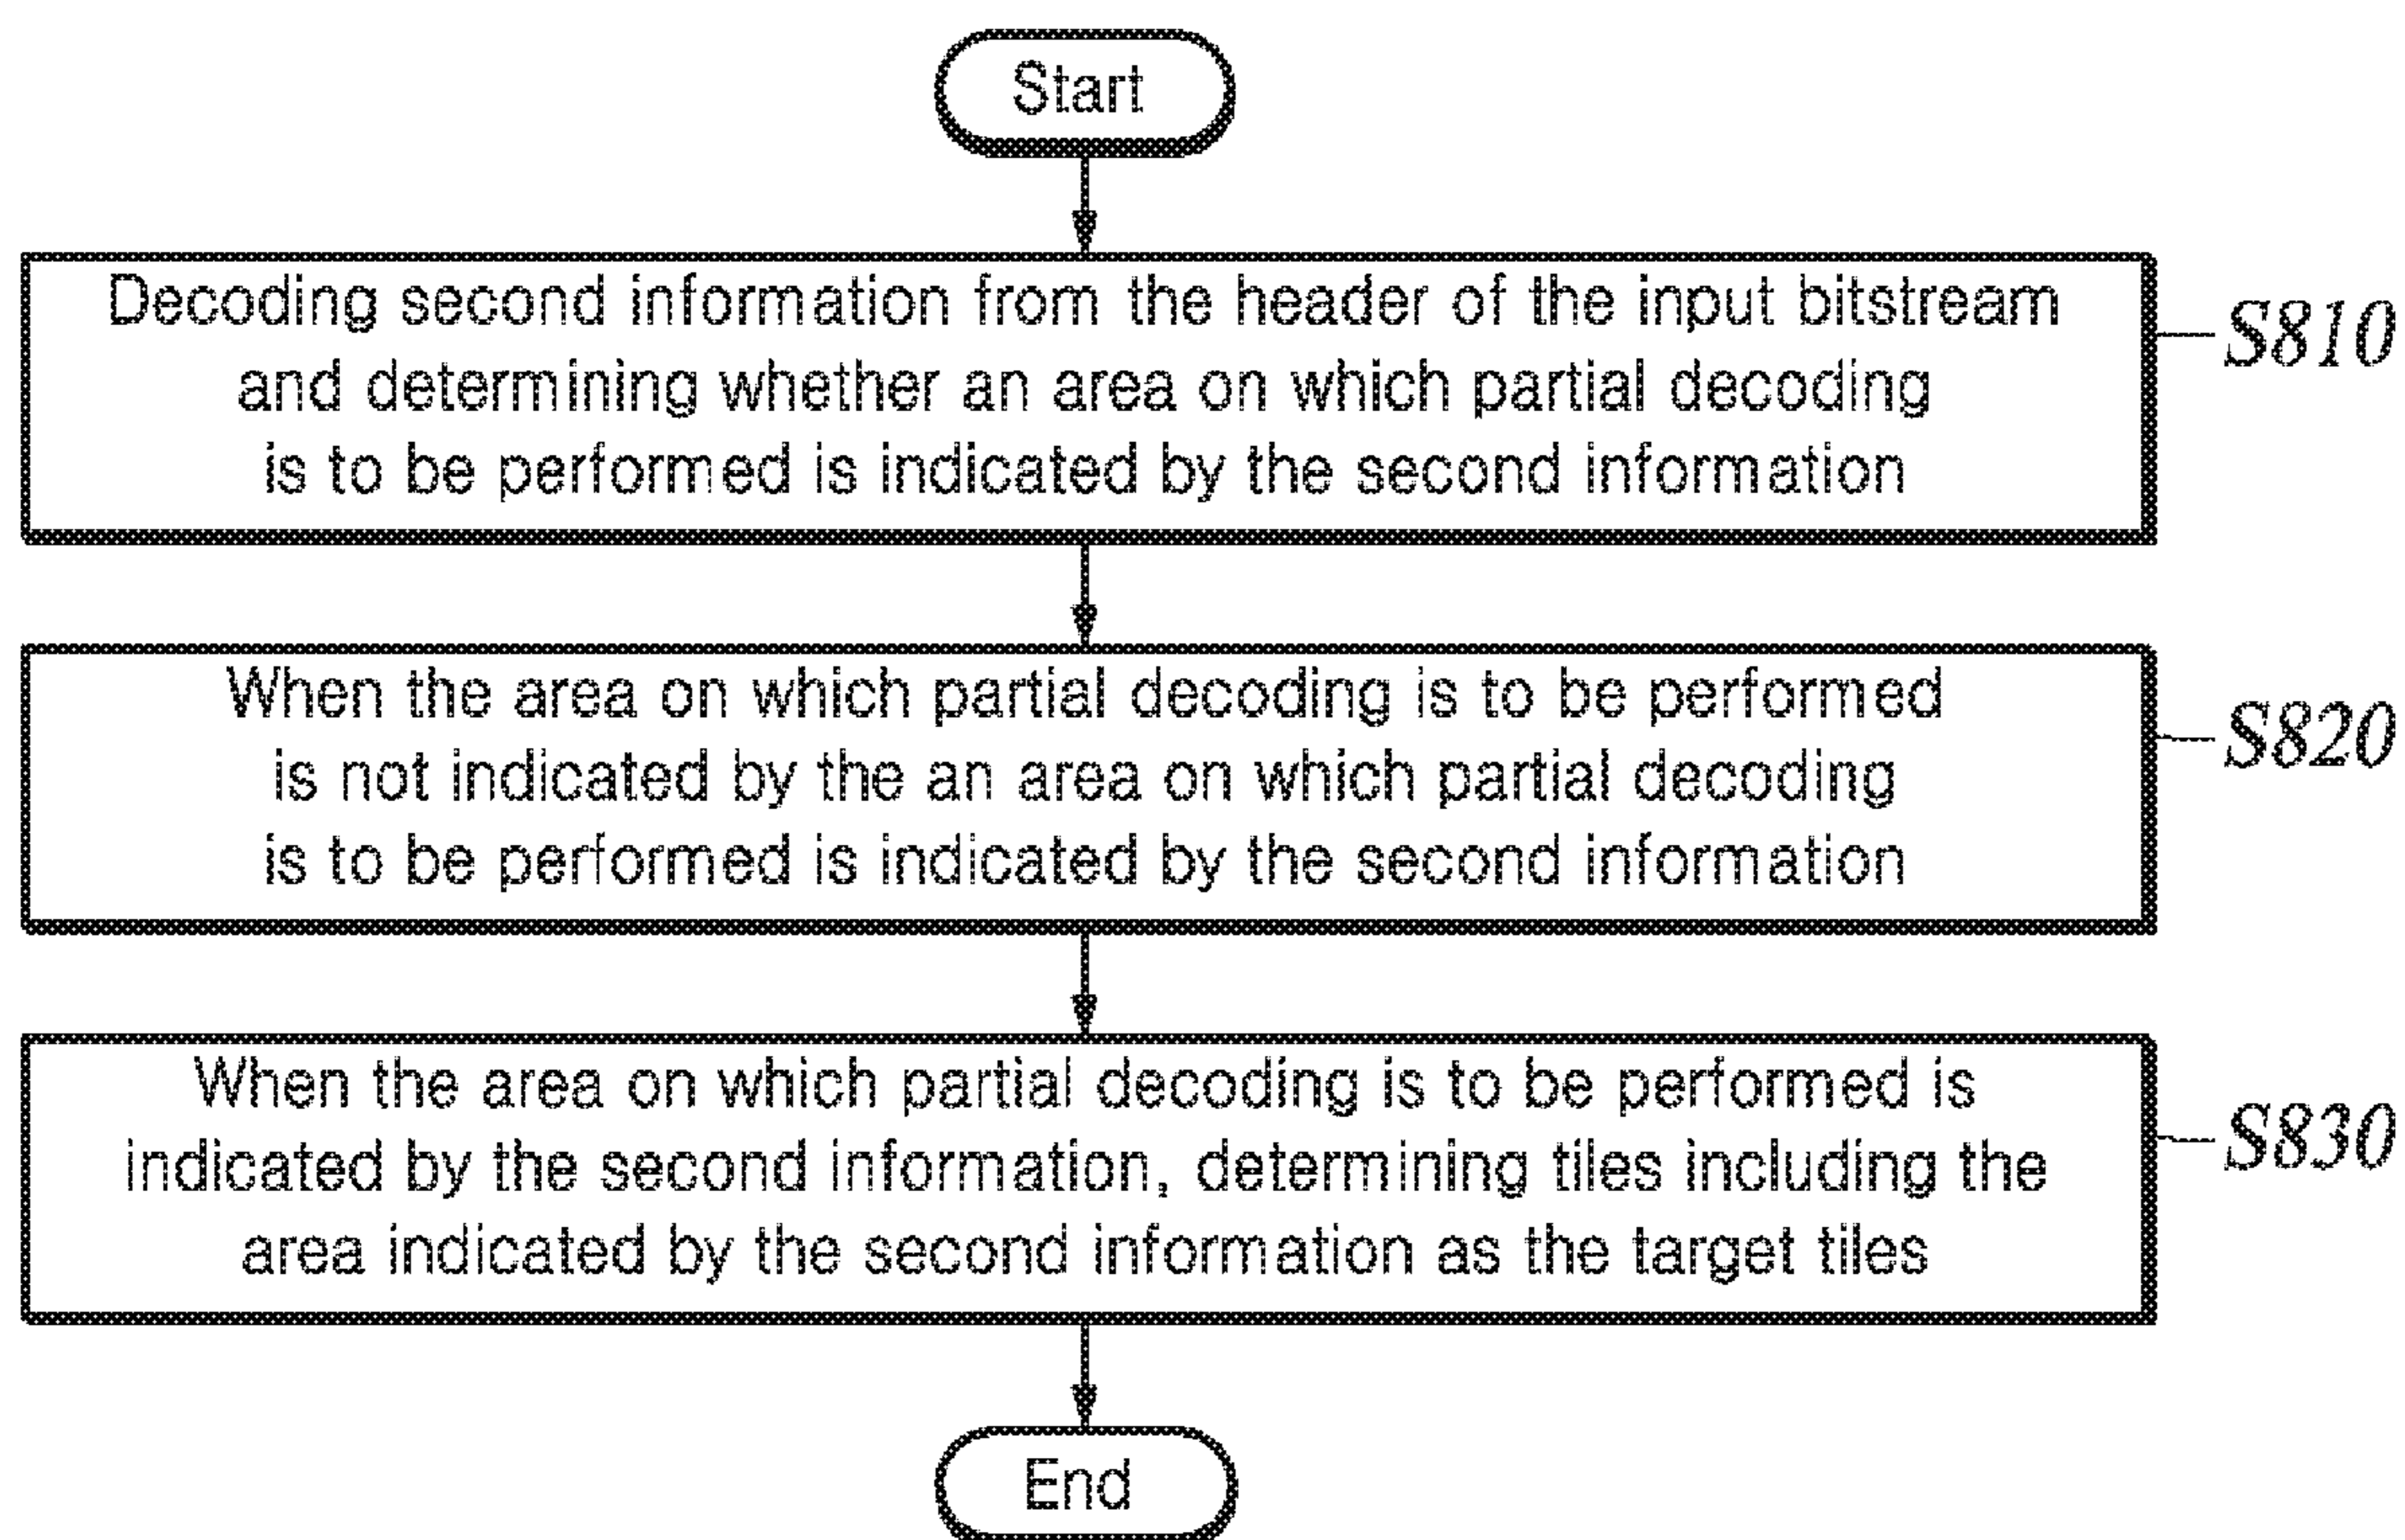 Start
Decoding second information from the header of the input bitstream
and determining whether an area on which partial decoding
is to be performed is indicated by the second information
S810
When the area on which partial decoding is to be performed
is not indicated by the an area on which partial decoding
is to be performed is indicated by the second information
S820
When the area on which partial decoding is to be performed is
indicated by the second information, determining tiles including the
area indicated by the second information as the target tiles
S830
End